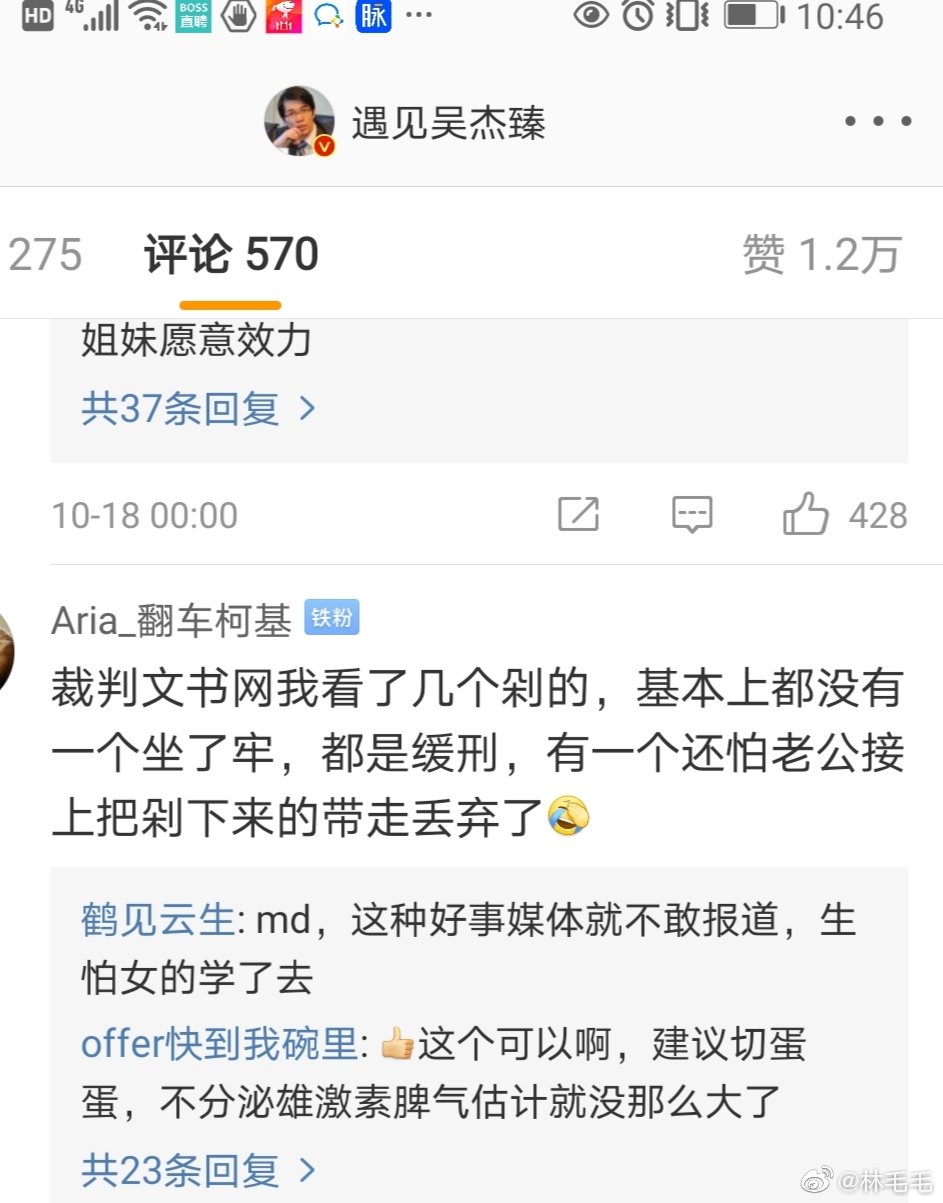 HD 4G BOSS 直聘 11.11 脉 ··· 10:46
遇见吴杰臻
275 评论 570 赞 1.2万
姐妹愿意效力
共37条回复 >
10-18 00:00 428
Aria_翻车柯基 铁粉
裁判文书网我看了几个剁的，基本上都没有
一个坐了牢，都是缓刑，有一个还怕老公接
上把剁下来的带走丢弃了🤣
鹤见云生: md，这种好事媒体就不敢报道，生
怕女的学了去
offer快到我碗里: 👍这个可以啊，建议切蛋
蛋，不分泌雄激素脾气估计就没那么大了
共23条回复 >
@林毛毛